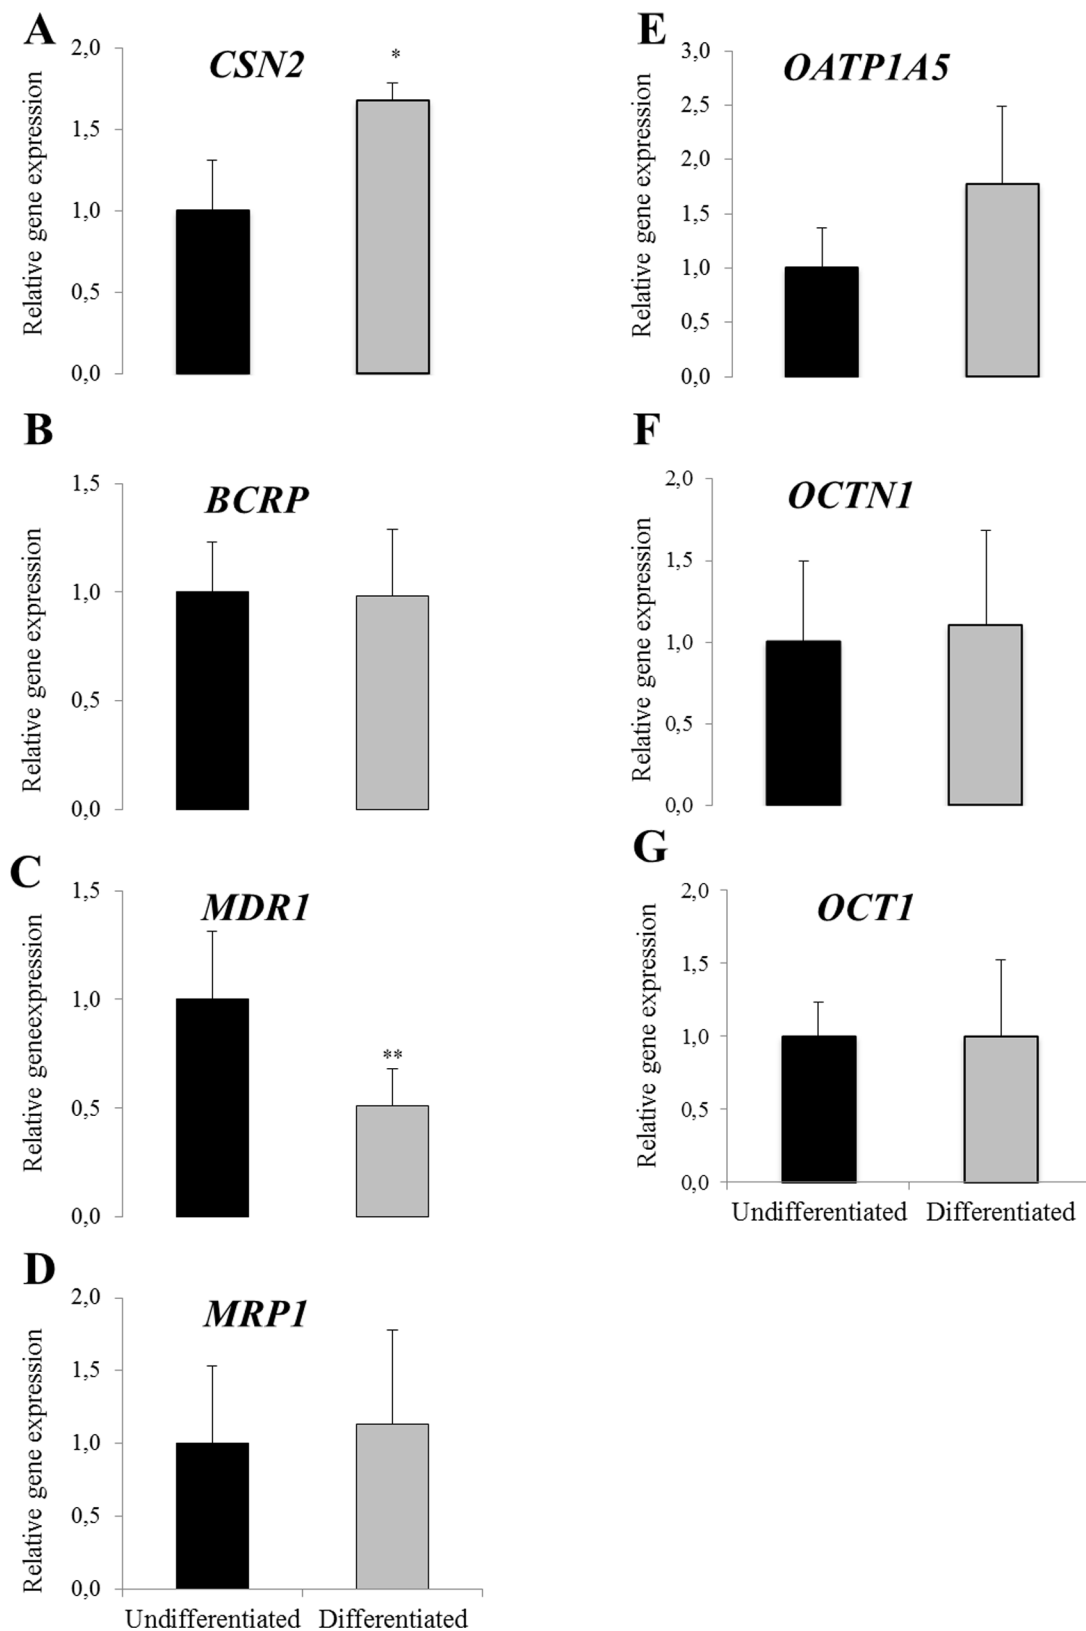 A
CSN2
*
Relative gene expression
2,0
1,5
1,0
0,5
0,0
B
BCRP
Relative gene expression
1,5
1,0
0,5
0,0
C
MDR1
**
Relative geneexpression
1,5
1,0
0,5
0,0
D
MRP1
Relative gene expression
2,0
1,5
1,0
0,5
0,0
Undifferentiated Differentiated
E
OATP1A5
Relative gene expression
3,0
2,5
2,0
1,5
1,0
0,5
0,0
F
OCTN1
Relative gene expression
2,0
1,5
1,0
0,5
0,0
G
OCT1
Relative gene expression
2,0
1,5
1,0
0,5
0,0
Undifferentiated Differentiated